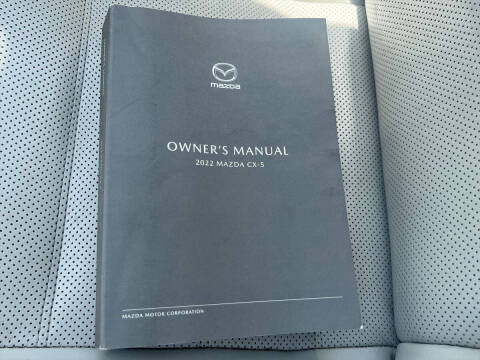 mazda
OWNER'S MANUAL
2022 MAZDA CX-5
MAZDA MOTOR CORPORATION